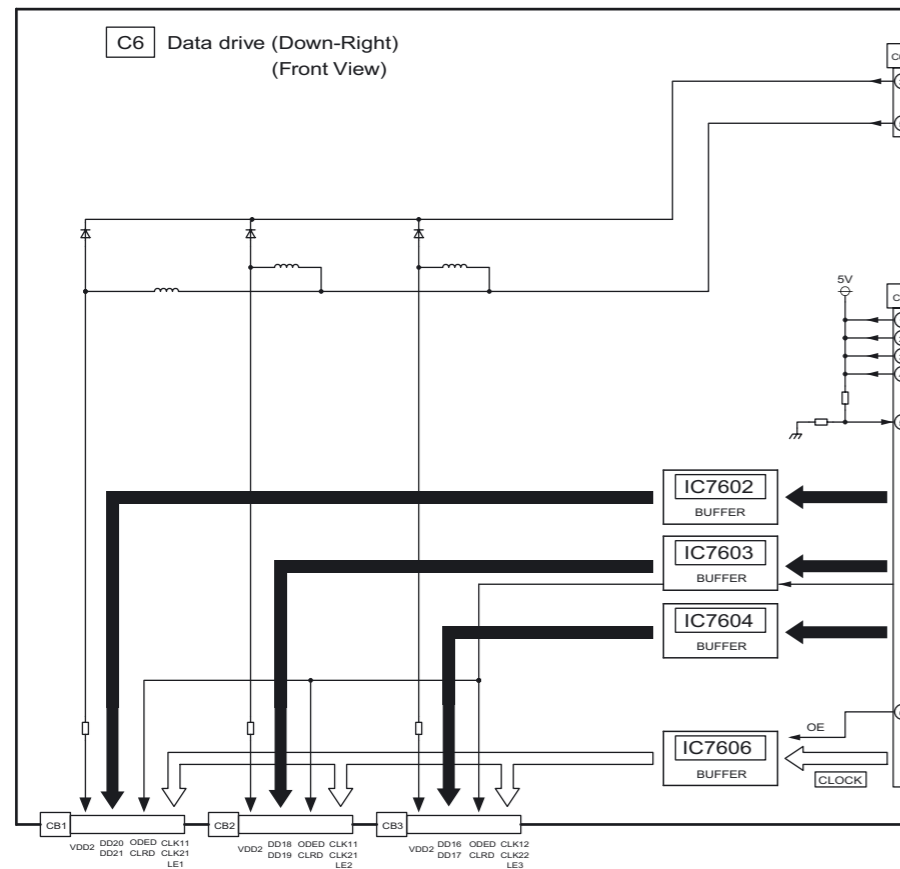 C6 Data drive (Down-Right)
(Front View)
5V
IC7602
BUFFER
IC7603
BUFFER
IC7604
BUFFER
OE
IC7606
BUFFER
CLOCK
CB1
VDD2 DD20 ODED CLK11
DD21 CLRD CLK21
LE1
CB2
VDD2 DD18 ODED CLK11
DD19 CLRD CLK21
LE2
CB3
VDD2 DD16 ODED CLK12
DD17 CLRD CLK22
LE3